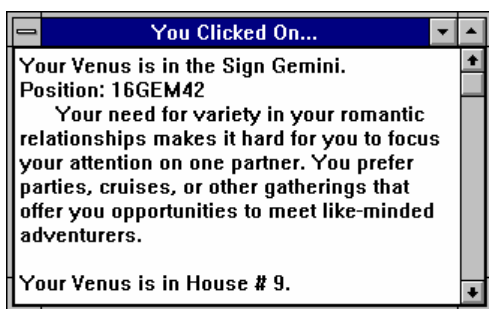 You Clicked On...
Your Venus is in the Sign Gemini.
Position: 16GEM42
Your need for variety in your romantic
relationships makes it hard for you to focus
your attention on one partner. You prefer
parties, cruises, or other gatherings that
offer you opportunities to meet like-minded
adventurers.
Your Venus is in House # 9.